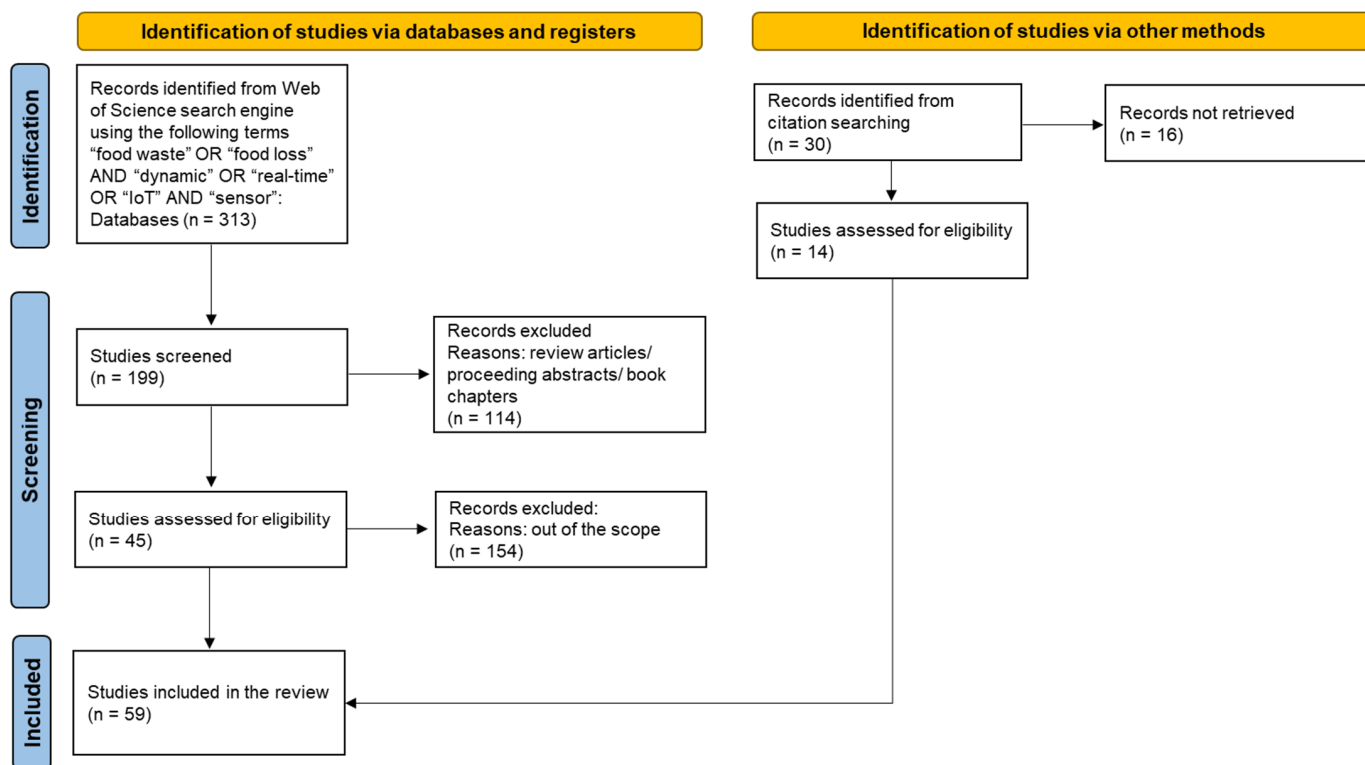 Identification of studies via databases and registers
Identification of studies via other methods
Identification
Records identified from Web
of Science search engine
using the following terms
“food waste” OR “food loss”
AND “dynamic” OR “real-time”
OR “IoT” AND “sensor”:
Databases (n = 313)
Records identified from
citation searching
(n = 30)
Records not retrieved
(n = 16)
Studies assessed for eligibility
(n = 14)
Screening
Studies screened
(n = 199)
Records excluded
Reasons: review articles/
proceeding abstracts/ book
chapters
(n = 114)
Studies assessed for eligibility
(n = 45)
Records excluded:
Reasons: out of the scope
(n = 154)
Included
Studies included in the review
(n = 59)